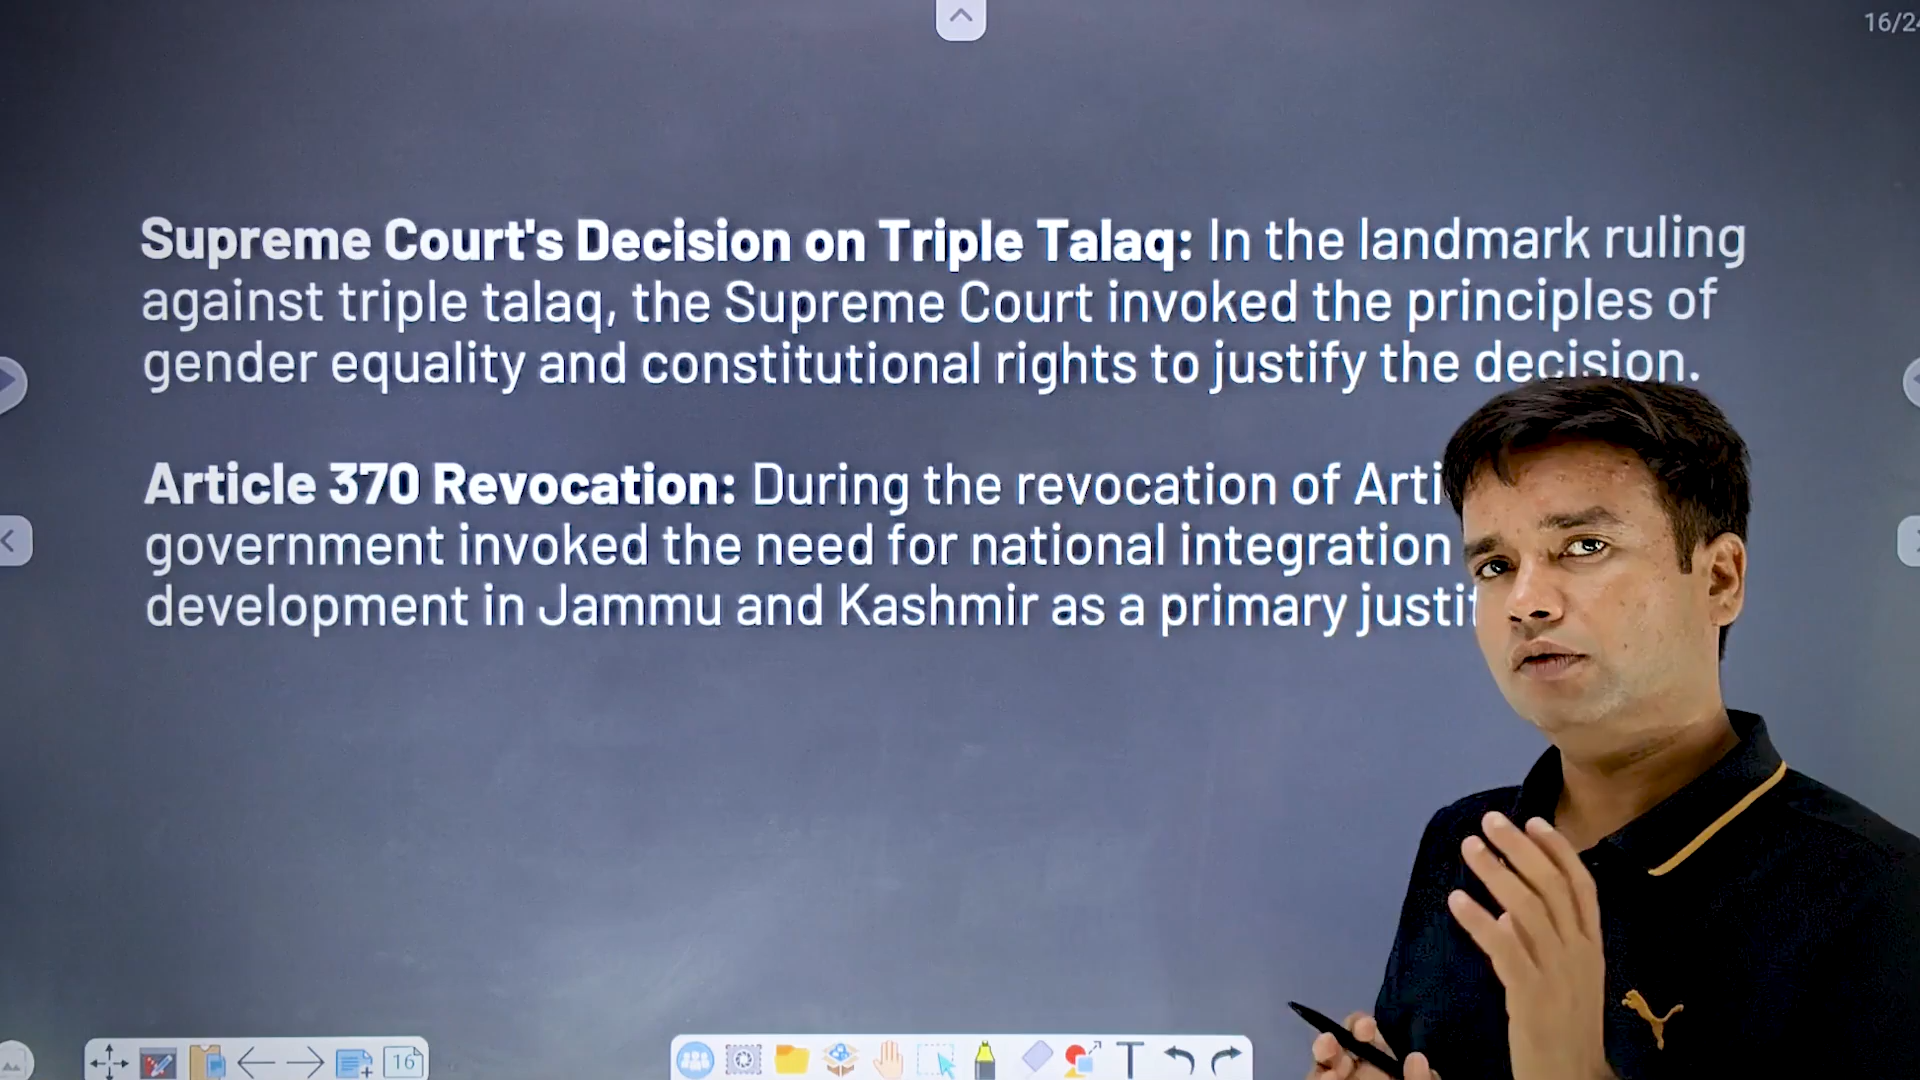 16/2
Supreme Court's Decision on Triple Talaq: In the landmark ruling
against triple talaq, the Supreme Court invoked the principles of
gender equality and constitutional rights to justify the decision.
Article 370 Revocation: During the revocation of Arti
government invoked the need for national integration
development in Jammu and Kashmir as a primary justif
16
T